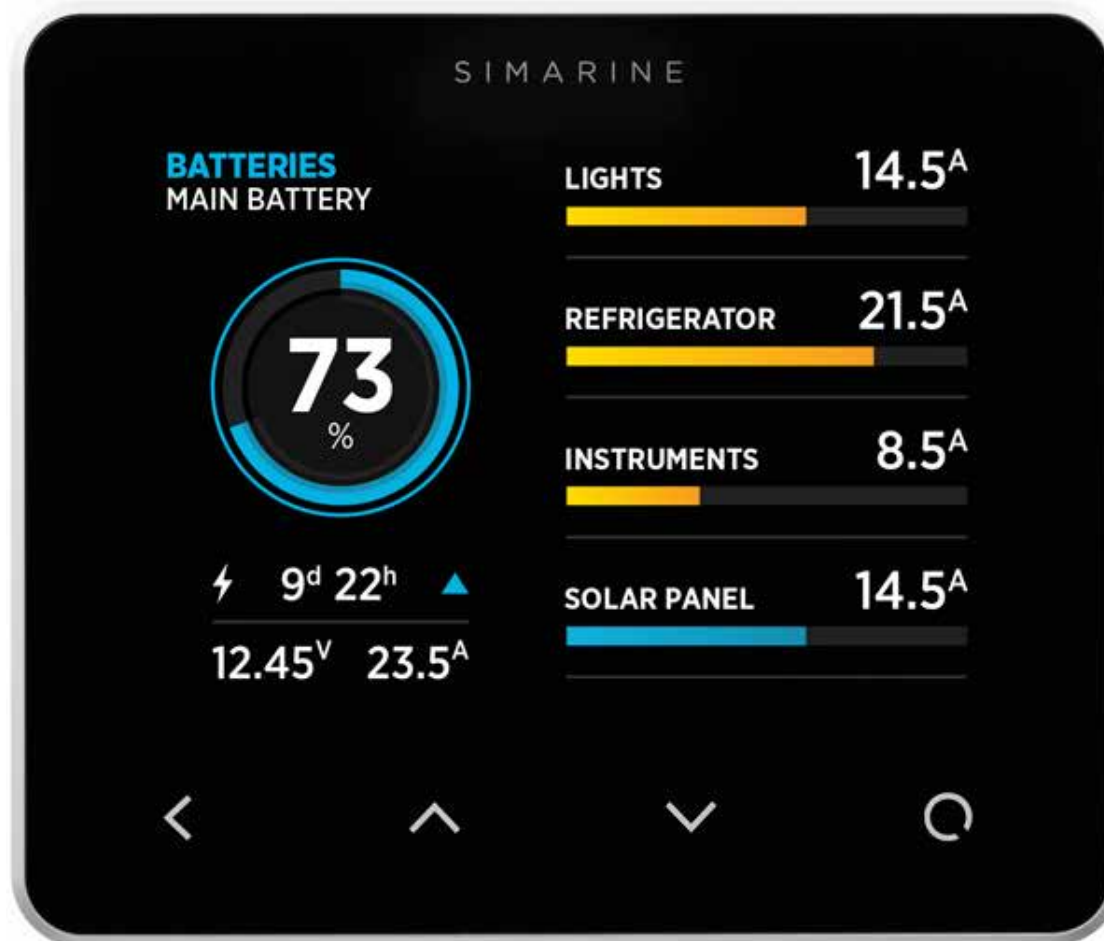 SIMARINE
BATTERIES
MAIN BATTERY
73
%
9d 22h
12.45V 23.5A
LIGHTS 14.5A
REFRIGERATOR 21.5A
INSTRUMENTS 8.5A
SOLAR PANEL 14.5A